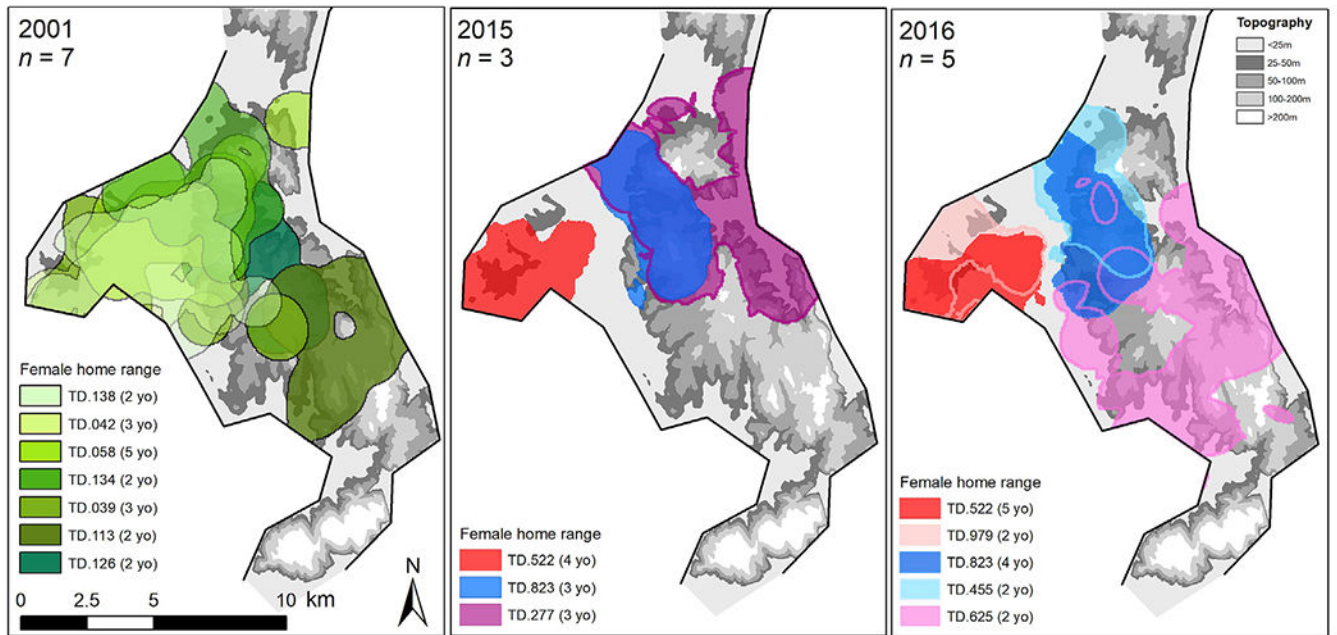 2001
n = 7
Female home range
TD.138 (2 yo)
TD.042 (3 yo)
TD.058 (5 yo)
TD.134 (2 yo)
TD.039 (3 yo)
TD.113 (2 yo)
TD.126 (2 yo)
0 2.5 5 10 km
N
2015
n = 3
Female home range
TD.522 (4 yo)
TD.823 (3 yo)
TD.277 (3 yo)
2016
n = 5
Topography
<25m
25-50m
50-100m
100-200m
>200m
Female home range
TD.522 (5 yo)
TD.979 (2 yo)
TD.823 (4 yo)
TD.455 (2 yo)
TD.625 (2 yo)